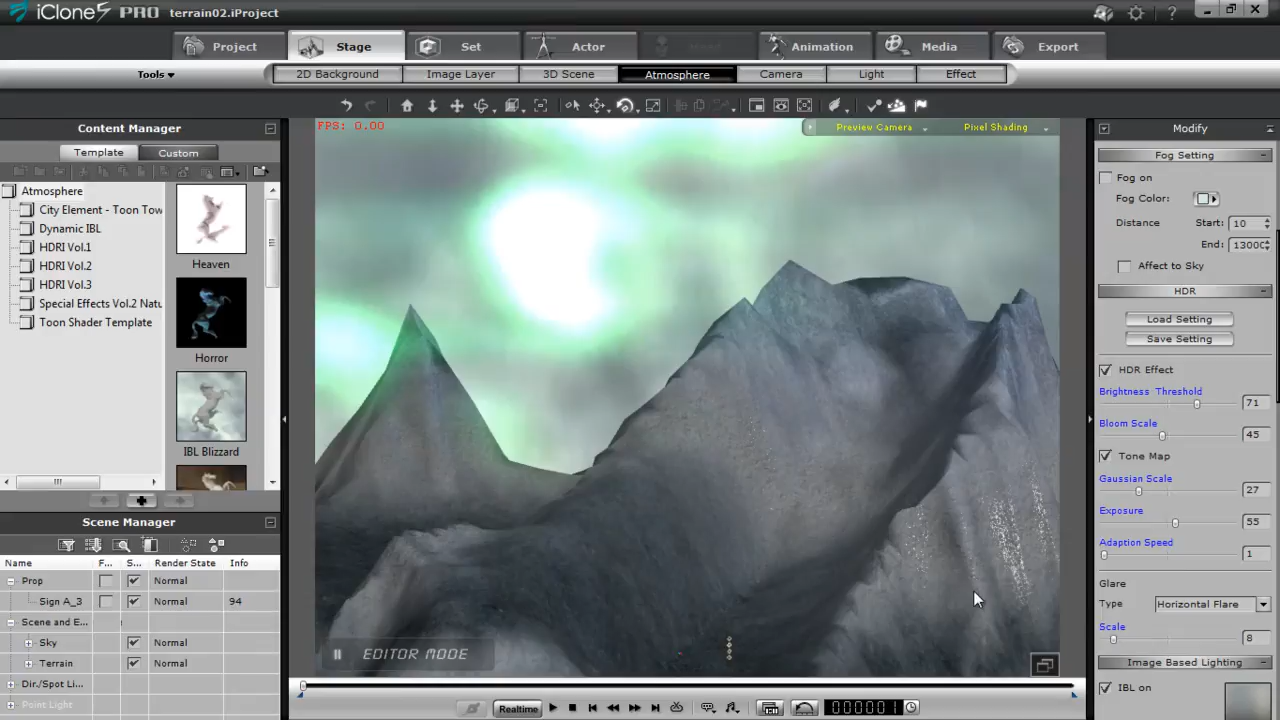 iClone5 PRO terrain02.iProject
Project Stage Set Actor Animation Media Export
Tools 2D Background Image Layer 3D Scene Atmosphere Camera Light Effect
Content Manager
Template Custom
Atmosphere
City Element - Toon Tow
Dynamic IBL
HDRI Vol.1
HDRI Vol.2
HDRI Vol.3
Special Effects Vol.2 Natu
Toon Shader Template
Heaven
Horror
IBL Blizzard
Scene Manager
Name F... S... Render State Info
Prop Normal
Sign A_3 Normal 94
Scene and E...
Sky Normal
Terrain Normal
Dir./Spot Li...
Point Light
FPS: 0.00
Preview Camera Pixel Shading
EDITOR MODE
Realtime 0000001
Modify
Fog Setting
Fog on
Fog Color:
Distance Start: 10
End: 1300
Affect to Sky
HDR
Load Setting
Save Setting
HDR Effect
Brightness Threshold
71
Bloom Scale
45
Tone Map
Gaussian Scale
27
Exposure
55
Adaption Speed
1
Glare
Type Horizontal Flare
Scale
8
Image Based Lighting
IBL on